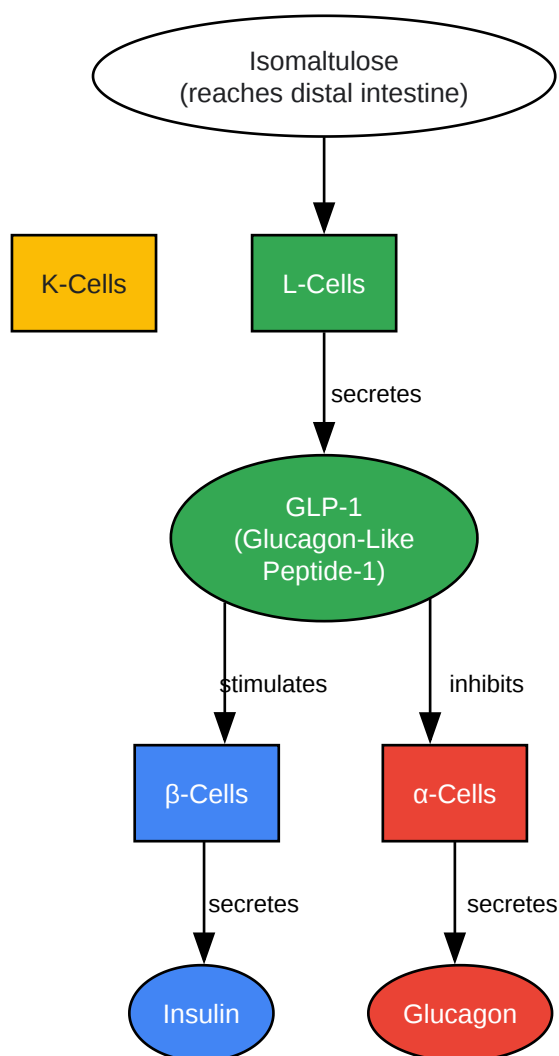 Isomaltulose
(reaches distal intestine)
K-Cells
L-Cells
secretes
GLP-1
(Glucagon-Like
Peptide-1)
stimulates
inhibits
β-Cells
α-Cells
secretes
secretes
Insulin
Glucagon